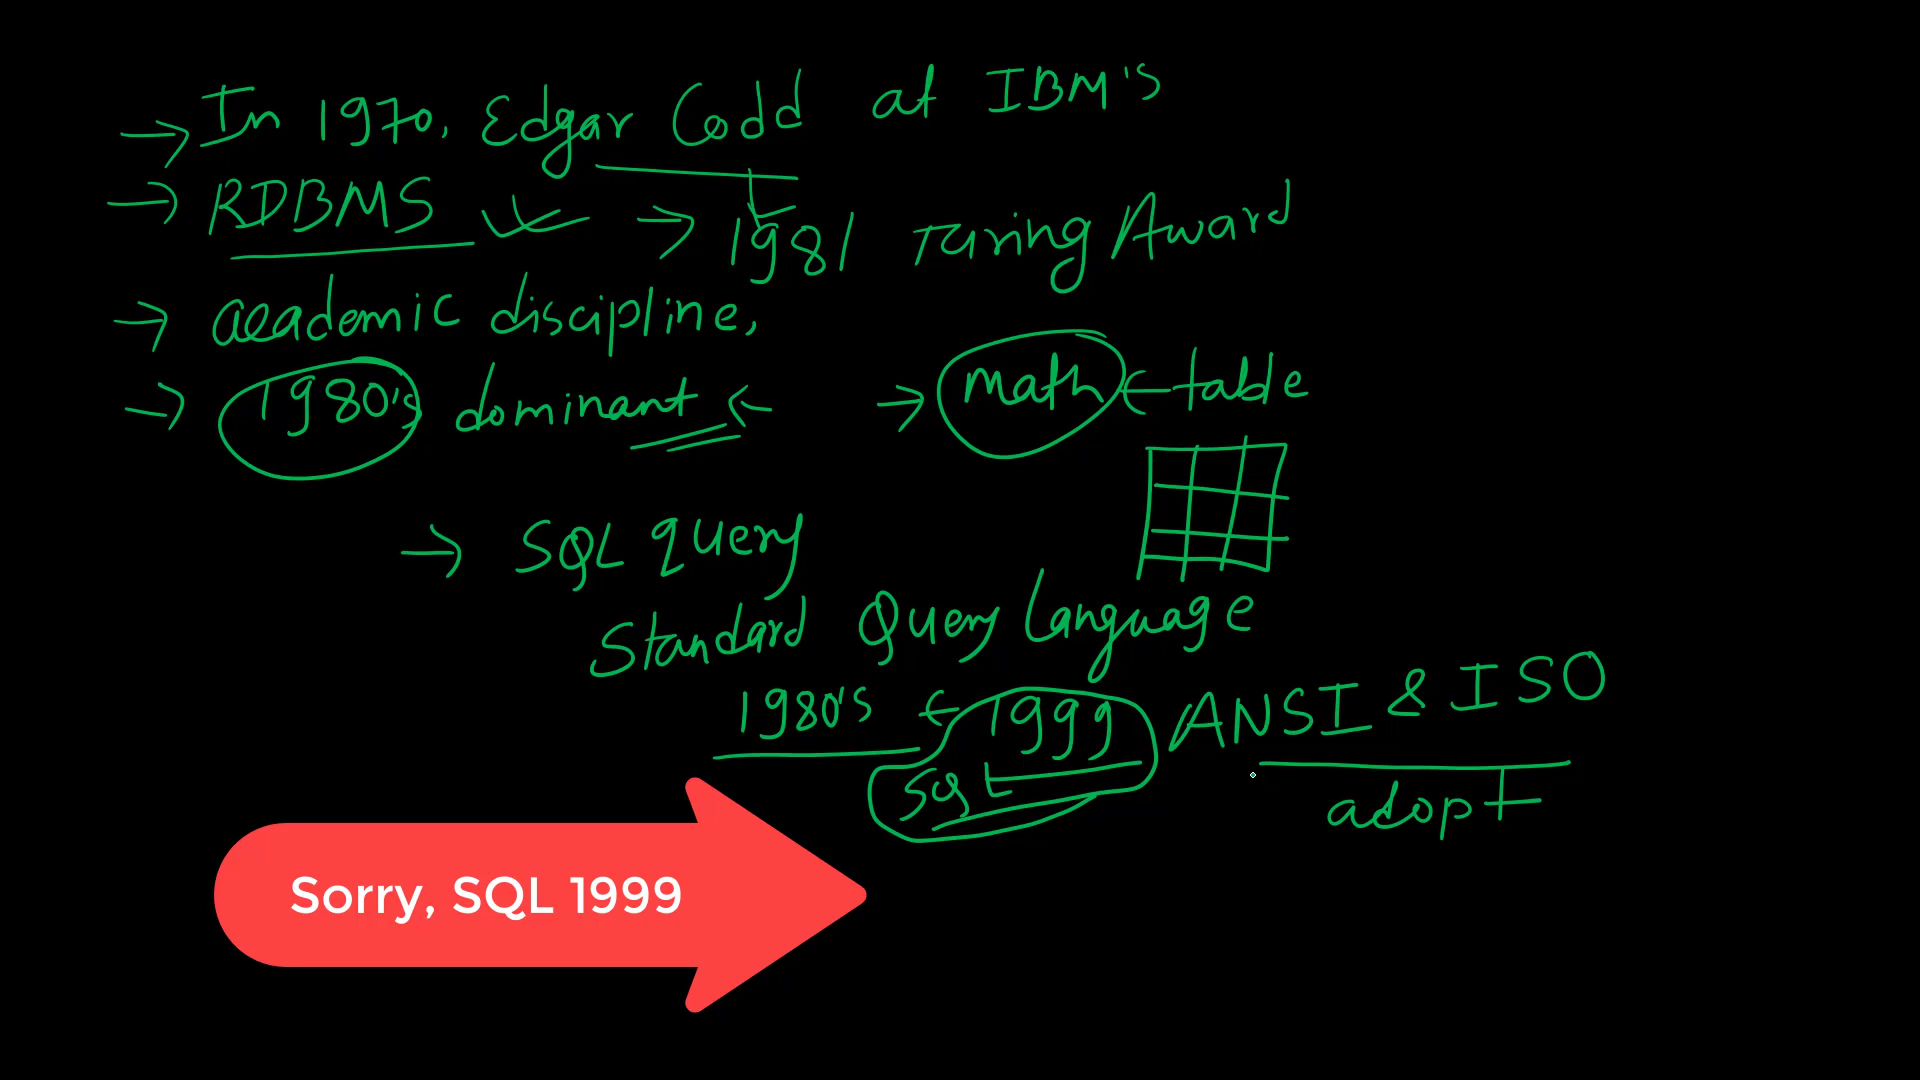 → In 1970, Edgar Codd at IBM's
→ RDBMS → 1981 Turing Award
→ academic discipline,
→ 1980's dominant ← → math ← table
→ SQL query
Standard Query Language
1980's ← 1999 ANSI & ISO
SQL adopt
Sorry, SQL 1999